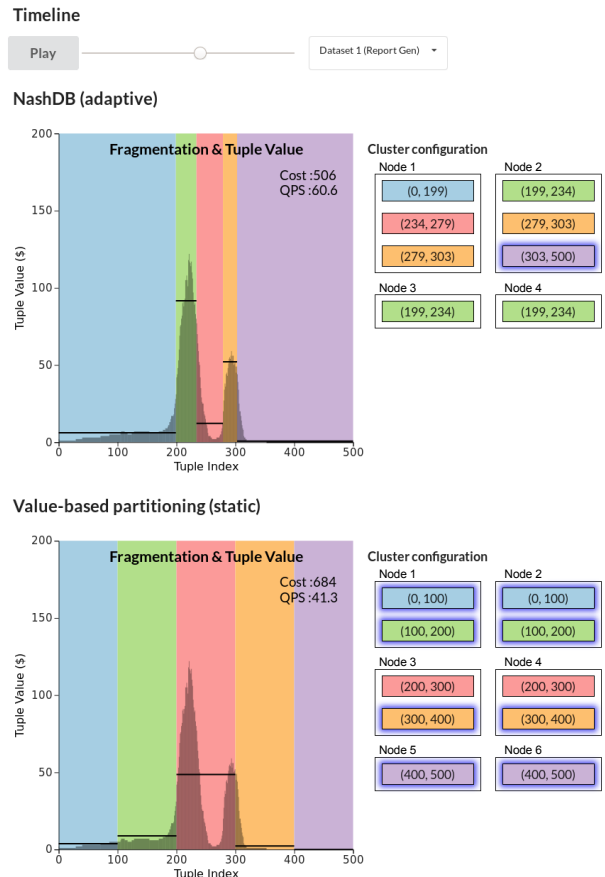 Timeline
Play
Dataset 1 (Report Gen)
NashDB (adaptive)
Fragmentation & Tuple Value
Cost :506
QPS :60.6
Tuple Value ($)
200
150
100
50
0
0 100 200 300 400 500
Tuple Index
Cluster configuration
Node 1 Node 2
(0, 199) (199, 234)
(234, 279) (279, 303)
(279, 303) (303, 500)
Node 3 Node 4
(199, 234) (199, 234)
Value-based partitioning (static)
Fragmentation & Tuple Value
Cost :684
QPS :41.3
Tuple Value ($)
200
150
100
50
0
0 100 200 300 400 500
Tuple Index
Cluster configuration
Node 1 Node 2
(0, 100) (0, 100)
(100, 200) (100, 200)
Node 3 Node 4
(200, 300) (200, 300)
(300, 400) (300, 400)
Node 5 Node 6
(400, 500) (400, 500)